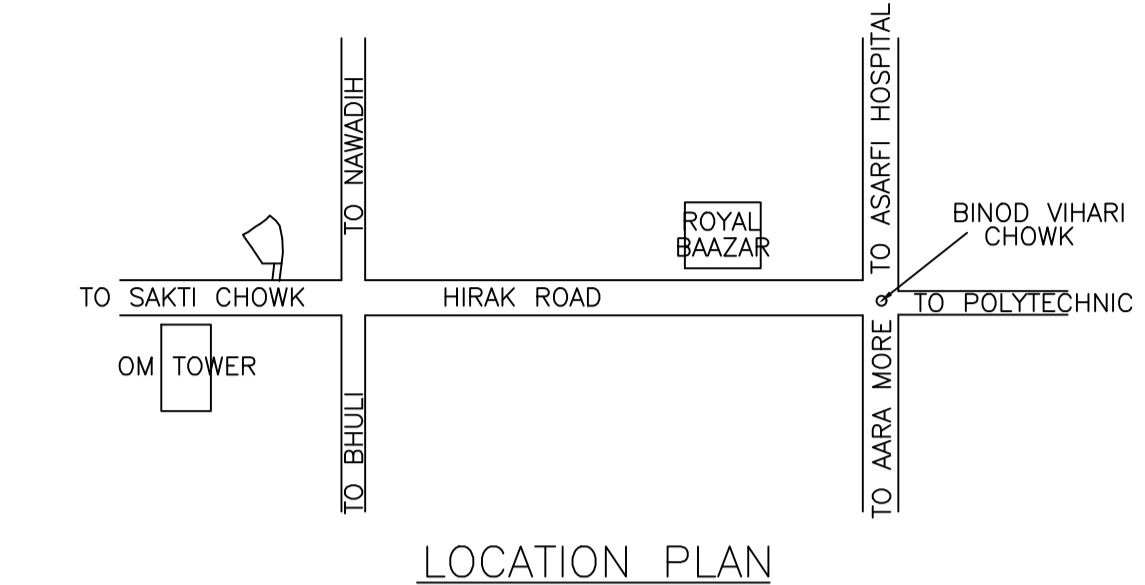 TO NAWADIH
TO ASARFI HOSPITAL
ROYAL
BAAZAR
BINOD VIHARI
CHOWK
TO SAKTI CHOWK
HIRAK ROAD
TO POLYTECHNIC
OM TOWER
TO BHULI
TO AARA MORE
LOCATION PLAN